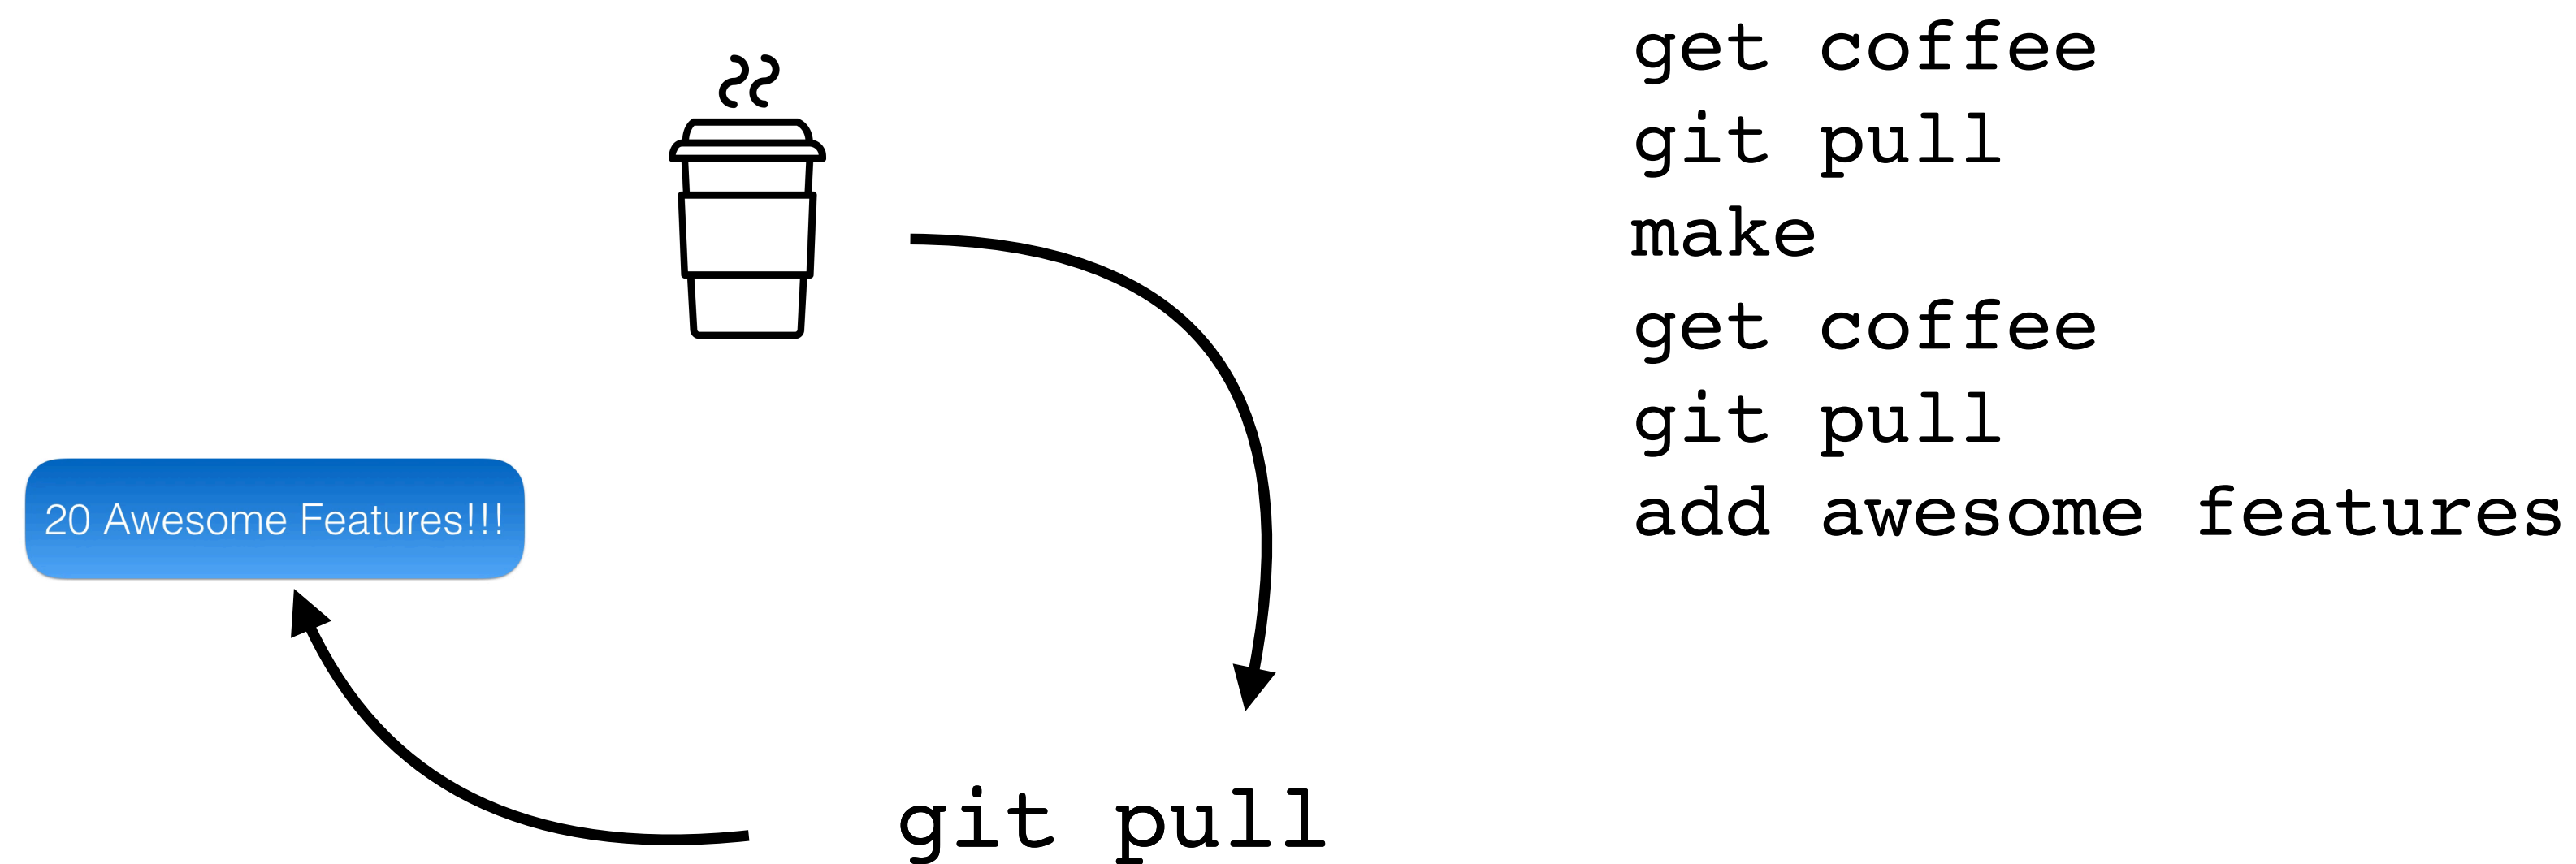 20 Awesome Features!!!
git pull
get coffee
git pull
make
get coffee
git pull
add awesome features